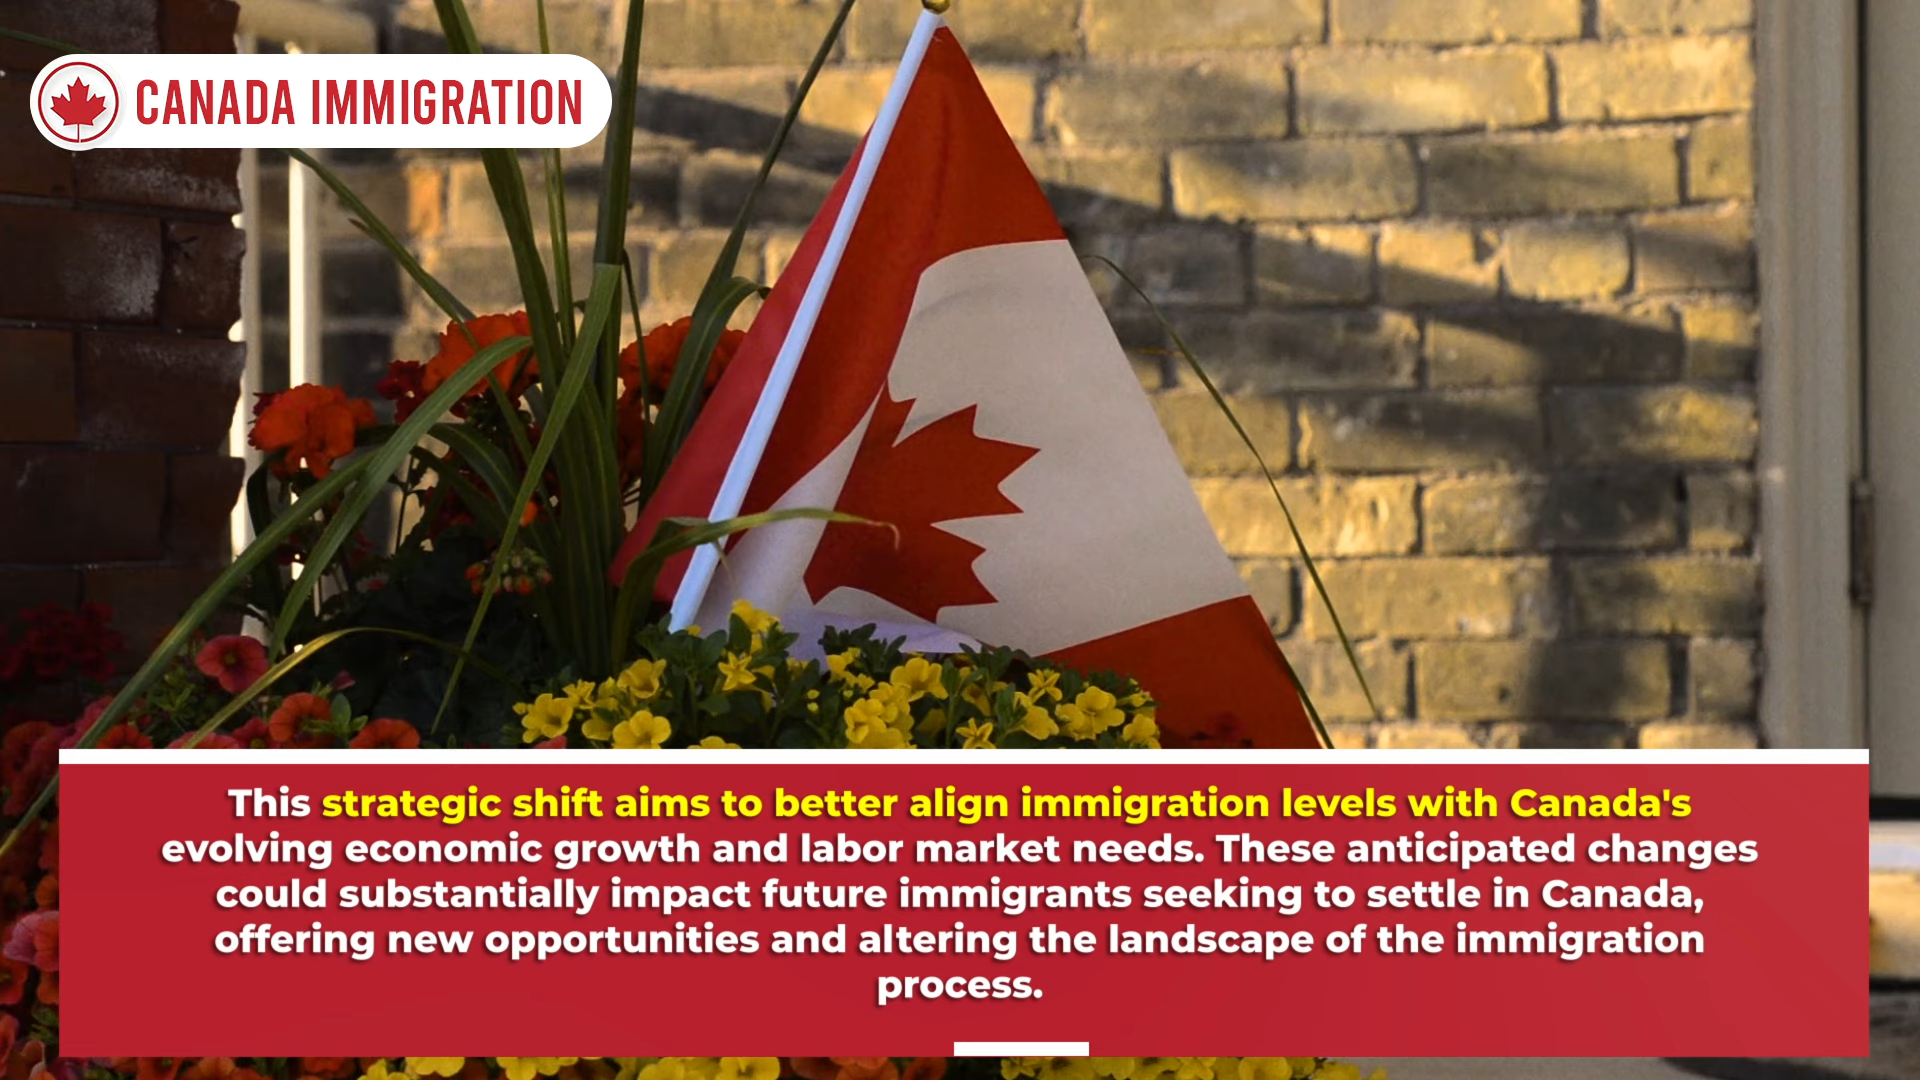 CANADA IMMIGRATION
This strategic shift aims to better align immigration levels with Canada's
evolving economic growth and labor market needs. These anticipated changes
could substantially impact future immigrants seeking to settle in Canada,
offering new opportunities and altering the landscape of the immigration
process.